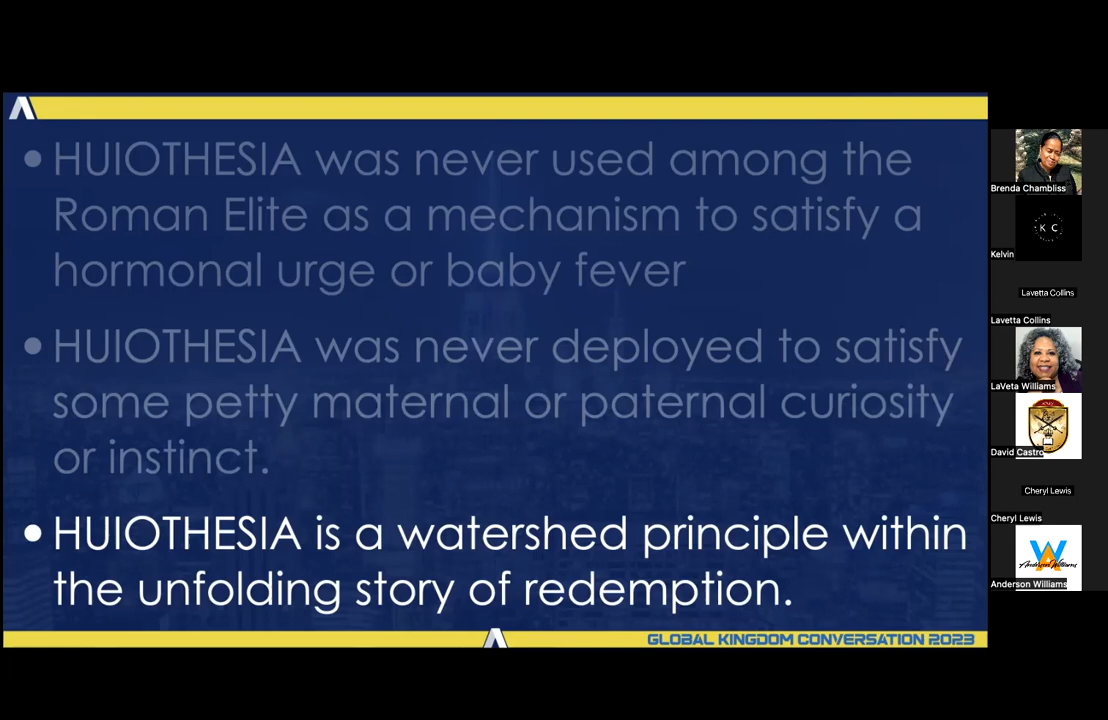 • HUIOTHESIA was never used among the
Roman Elite as a mechanism to satisfy a
hormonal urge or baby fever
• HUIOTHESIA was never deployed to satisfy
some petty maternal or paternal curiosity
or instinct.
• HUIOTHESIA is a watershed principle within
the unfolding story of redemption.
GLOBAL KINGDOM CONVERSATION 2023
Brenda Chambliss
K C
Kelvin
Lavetta Collins
Lavetta Collins
LaVeta Williams
David Castro
Cheryl Lewis
Cheryl Lewis
WA
Anderson Williams
Anderson Williams